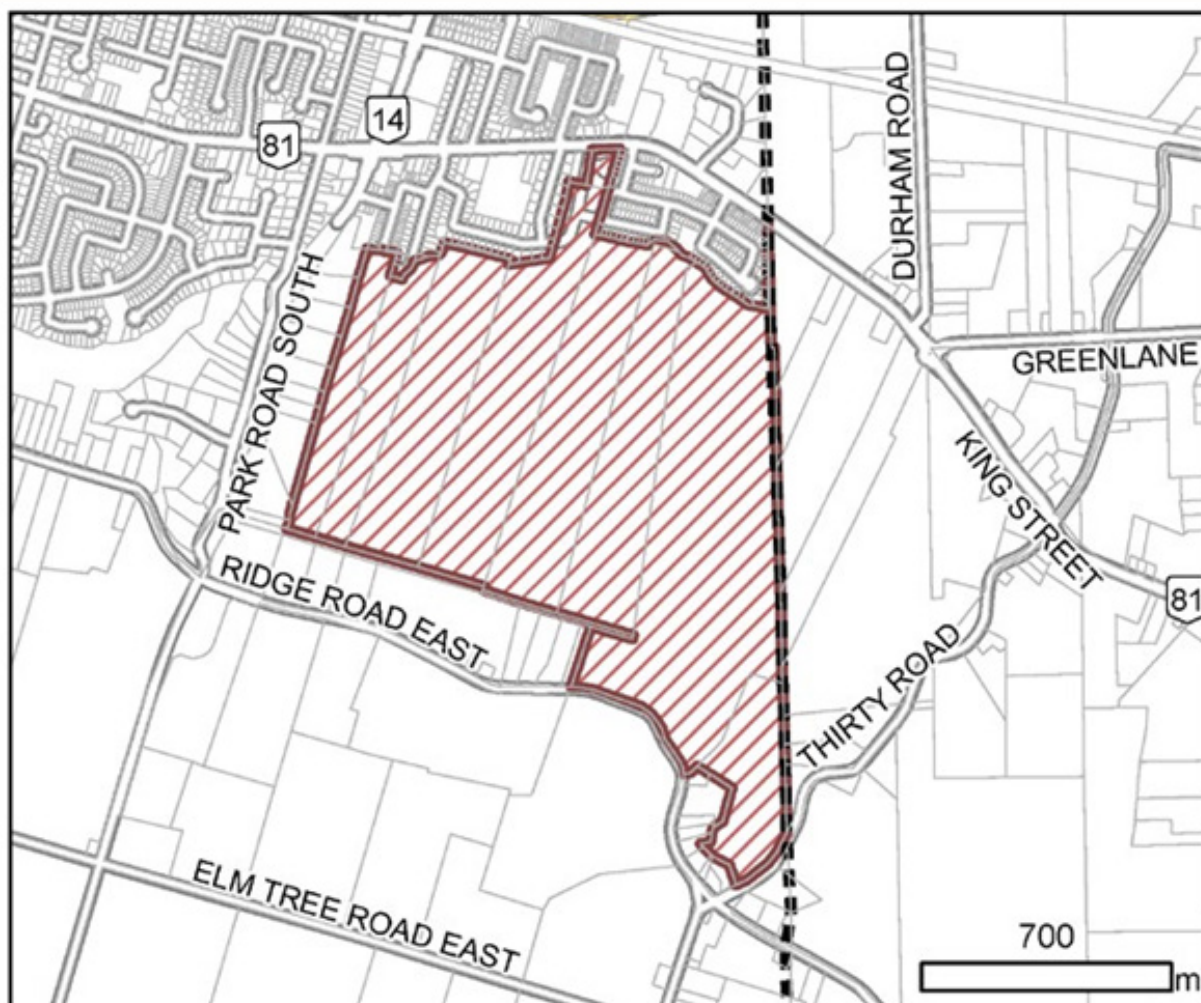 DURHAM ROAD
14
81
GREENLANE
PARK ROAD SOUTH
KING STREET
RIDGE ROAD EAST
81
THIRTY ROAD
ELM TREE ROAD EAST
700
m